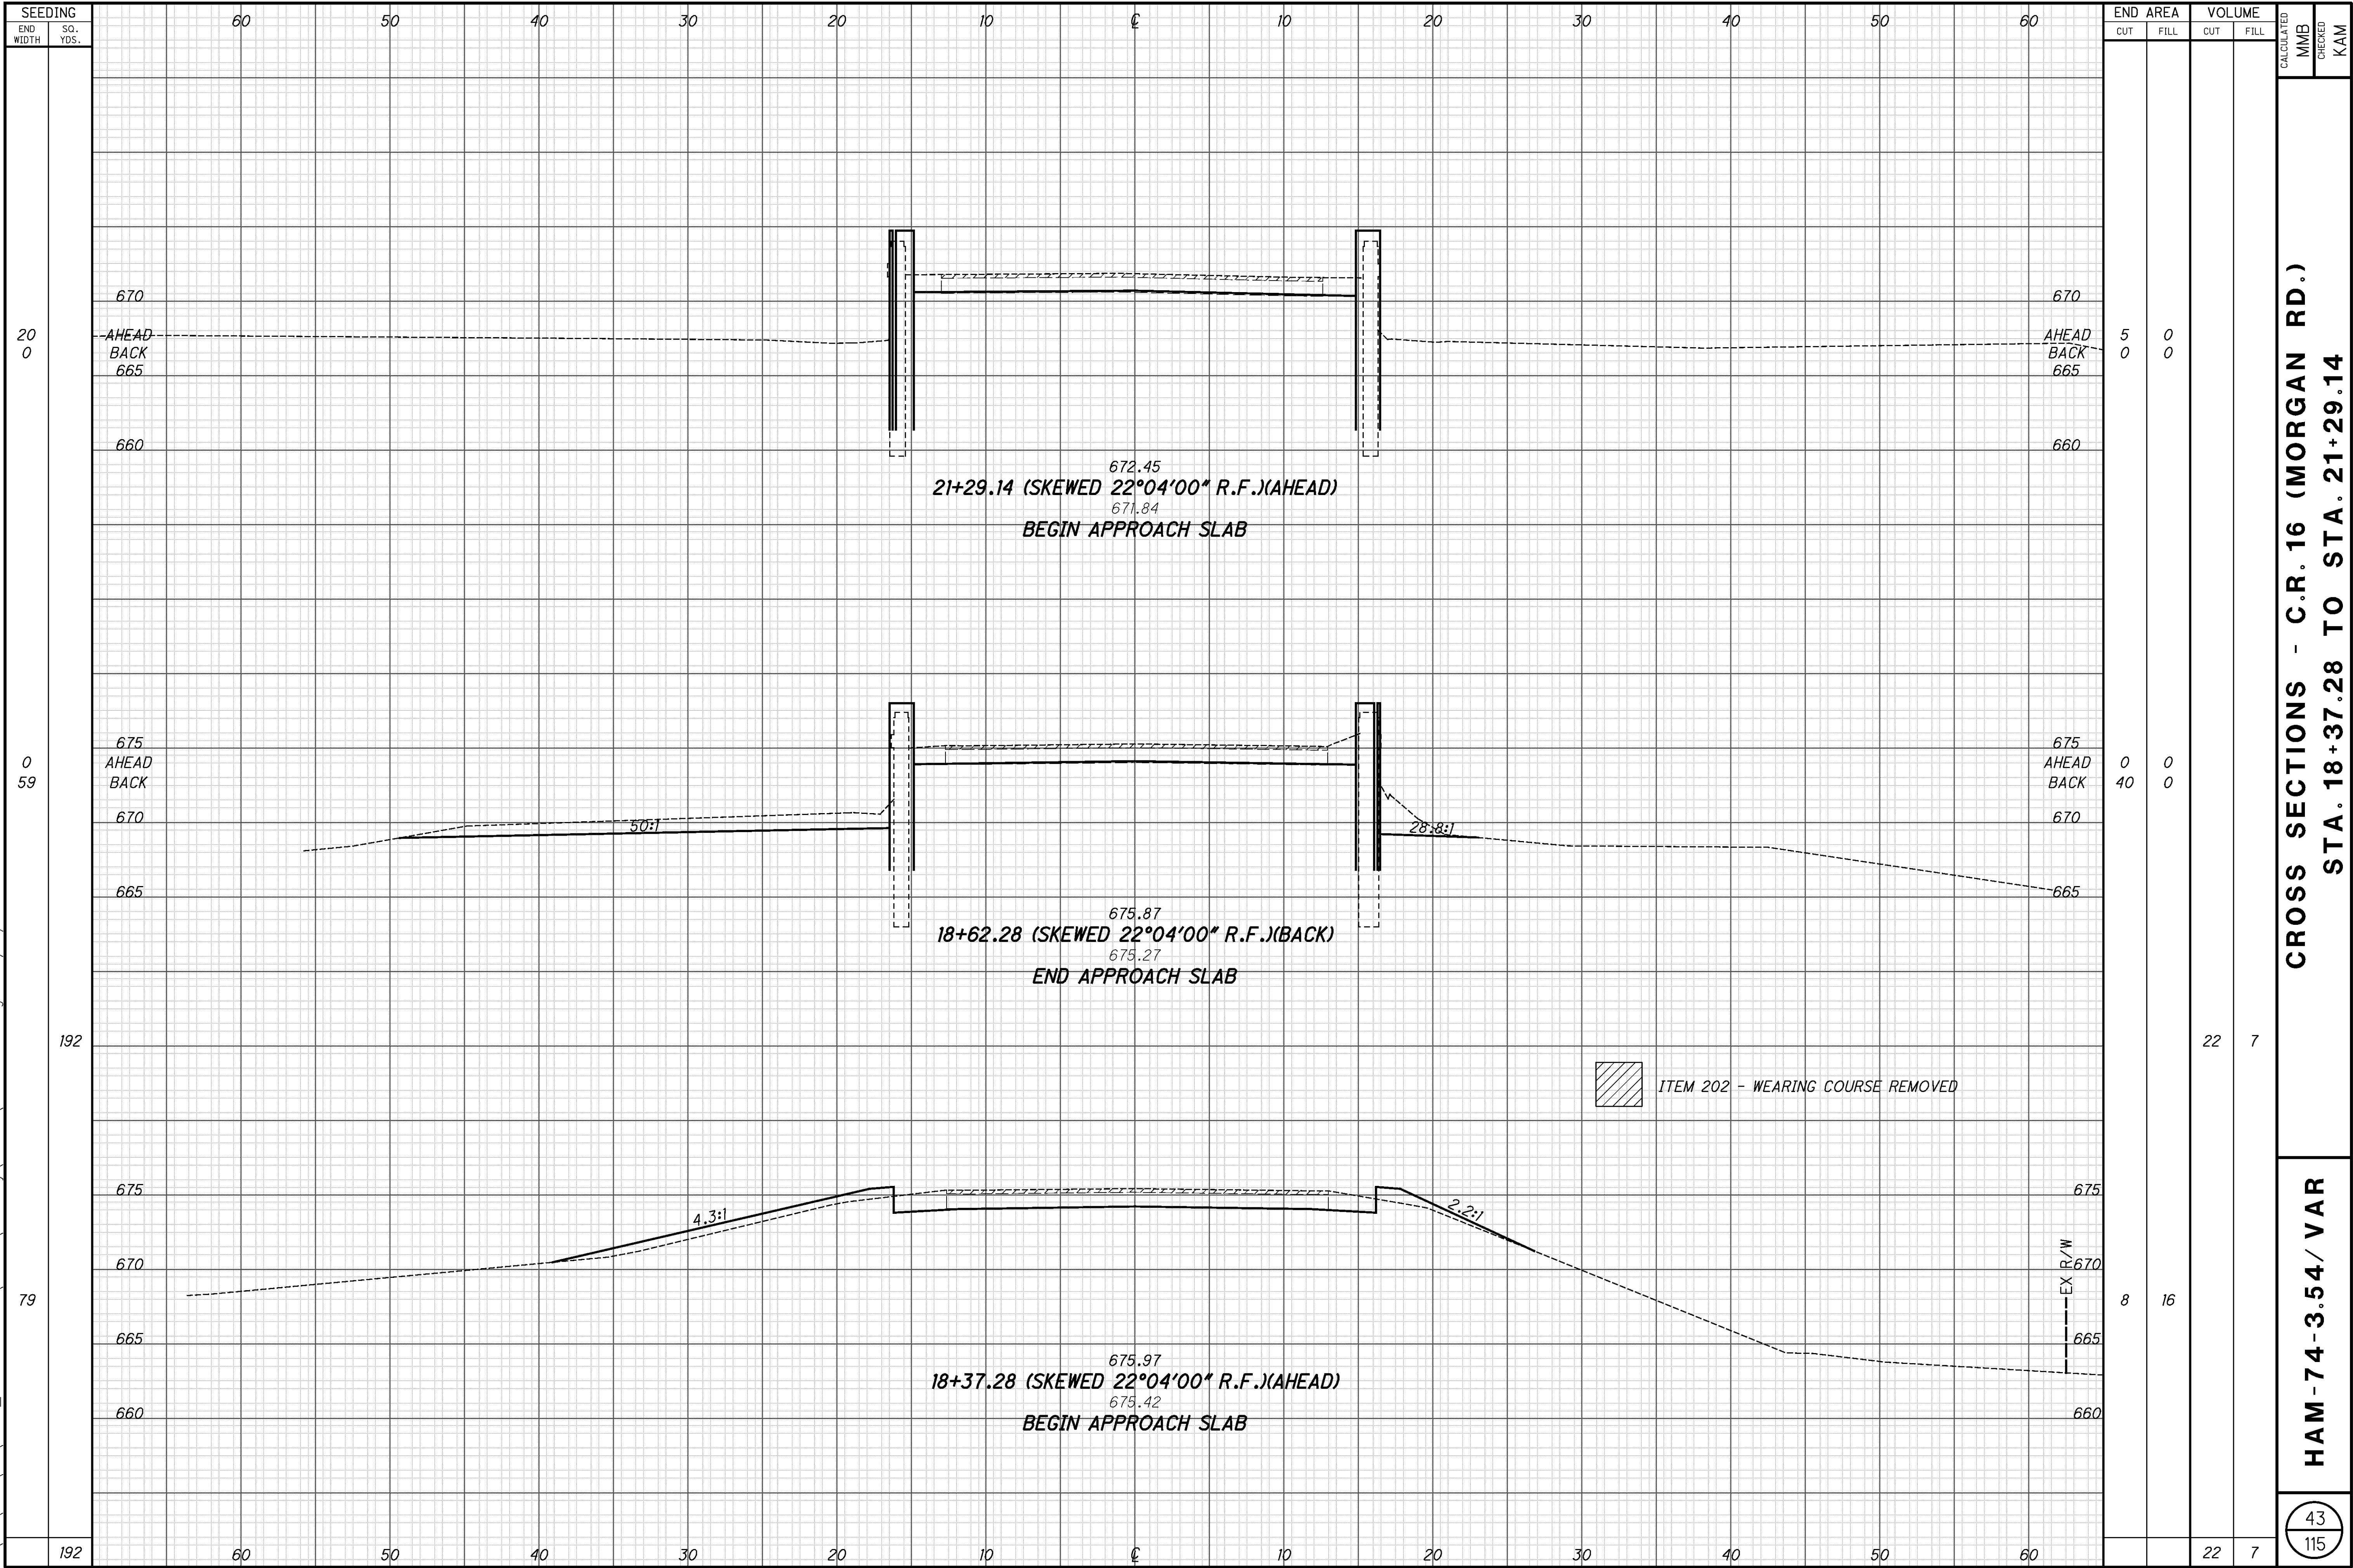 SEEDING
END WIDTH
SQ. YDS.
60 50 40 30 20 10 ℄ 10 20 30 40 50 60
END AREA
VOLUME
CUT FILL CUT FILL
CALCULATED
MMB
CHECKED
KAM
670 670
20 AHEAD AHEAD 5 0
0 BACK BACK 0 0
665 665
660 660
672.45
21+29.14 (SKEWED 22°04'00" R.F.)(AHEAD)
671.84
BEGIN APPROACH SLAB
675 675
0 AHEAD AHEAD 0 0
59 BACK BACK 40 0
670 50:1 28.8:1 670
665 665
675.87
18+62.28 (SKEWED 22°04'00" R.F.)(BACK)
675.27
END APPROACH SLAB
192 22 7
ITEM 202 - WEARING COURSE REMOVED
675 675
4.3:1 2.2:1
670 EX R/W 670
79 8 16
665 665
675.97
18+37.28 (SKEWED 22°04'00" R.F.)(AHEAD)
675.42
660 660
BEGIN APPROACH SLAB
192 22 7
60 50 40 30 20 10 ℄ 10 20 30 40 50 60
CROSS SECTIONS - C.R. 16 (MORGAN RD.)
STA. 18+37.28 TO STA. 21+29.14
HAM-74-3.54/VAR
43
115